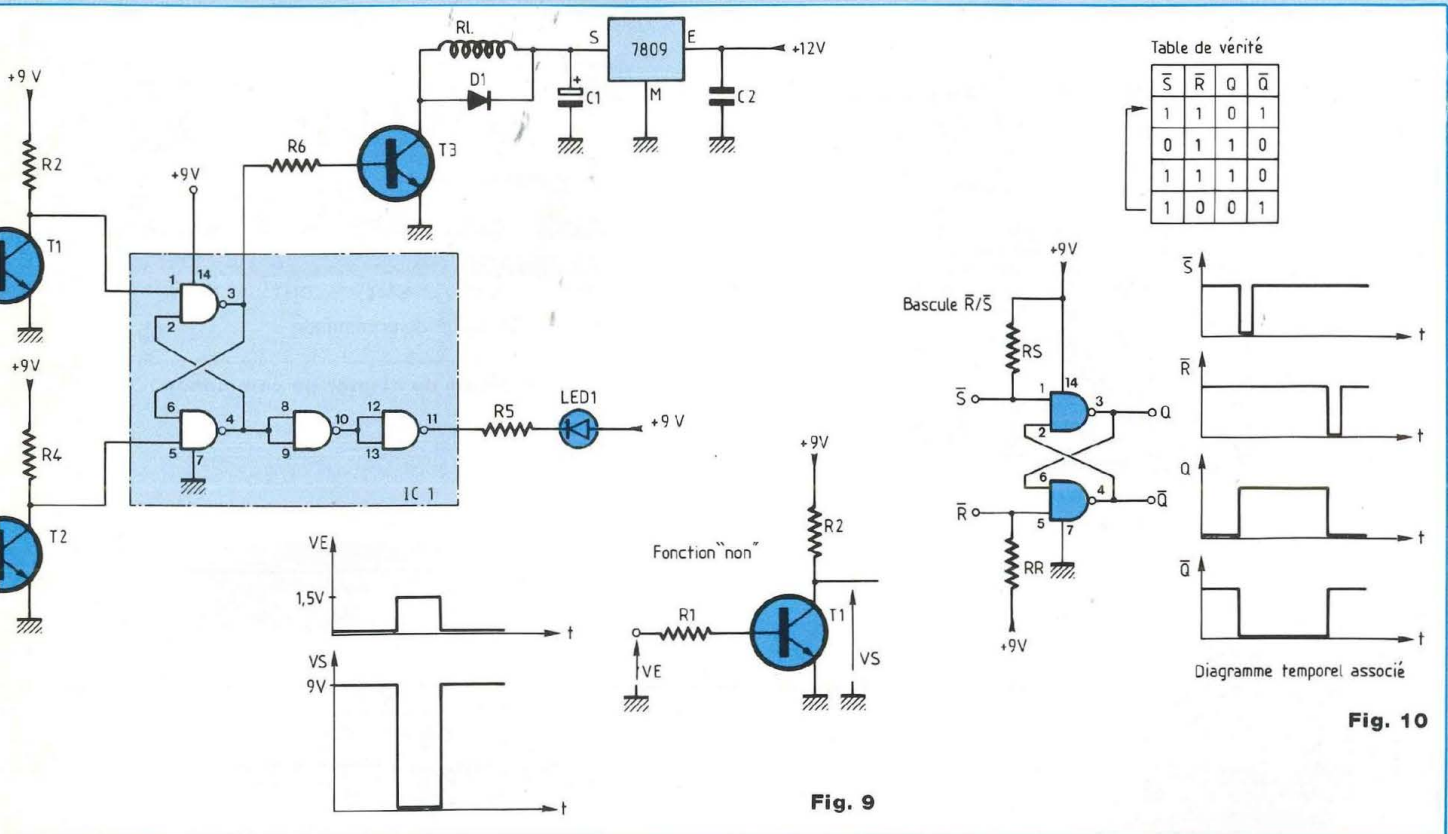 +9 V
R2
T1
+9V
R4
T2
+9V
R6
Rl.
D1
T3
C1
S
7809
E
M
+12V
C2
1
14
2
3
6
5
4
7
8
9
10
12
13
11
IC 1
R5
LED1
+9 V
VE
1,5V
t
VS
9V
t
Fonction "non"
+9V
R2
R1
T1
VE
VS
Fig. 9
Table de vérité
S̅ R̅ Q Q̅
1 1 0 1
0 1 1 0
1 1 1 0
1 0 0 1
Bascule R̅/S̅
+9V
RS
S̅
1
14
2
3
Q
6
5
4
7
Q̅
R̅
RR
+9V
S̅
t
R̅
t
Q
t
Q̅
t
Diagramme temporel associé
Fig. 10